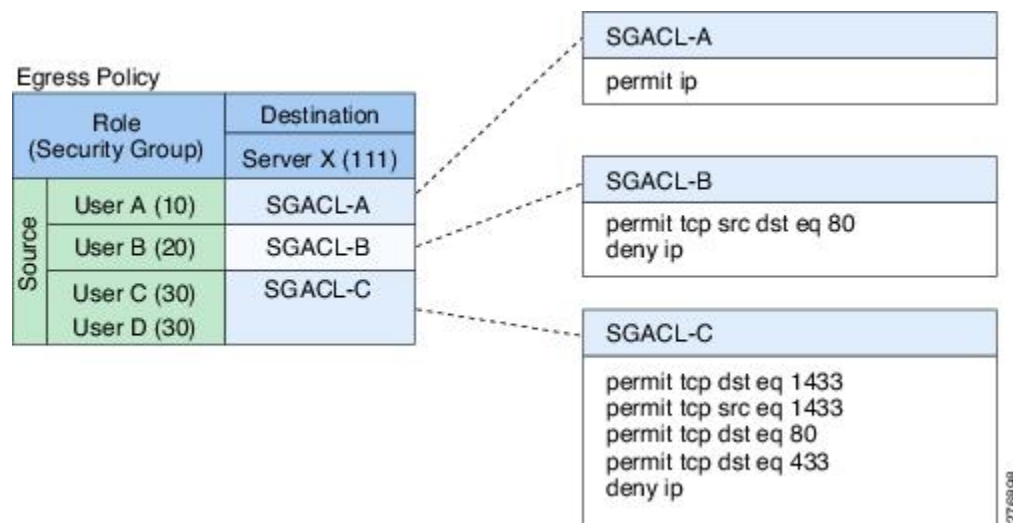 Egress Policy
Role
(Security Group)
Destination
Server X (111)
Source
User A (10)
SGACL-A
User B (20)
SGACL-B
User C (30)
User D (30)
SGACL-C
SGACL-A
permit ip
SGACL-B
permit tcp src dst eq 80
deny ip
SGACL-C
permit tcp dst eq 1433
permit tcp src eq 1433
permit tcp dst eq 80
permit tcp dst eq 433
deny ip